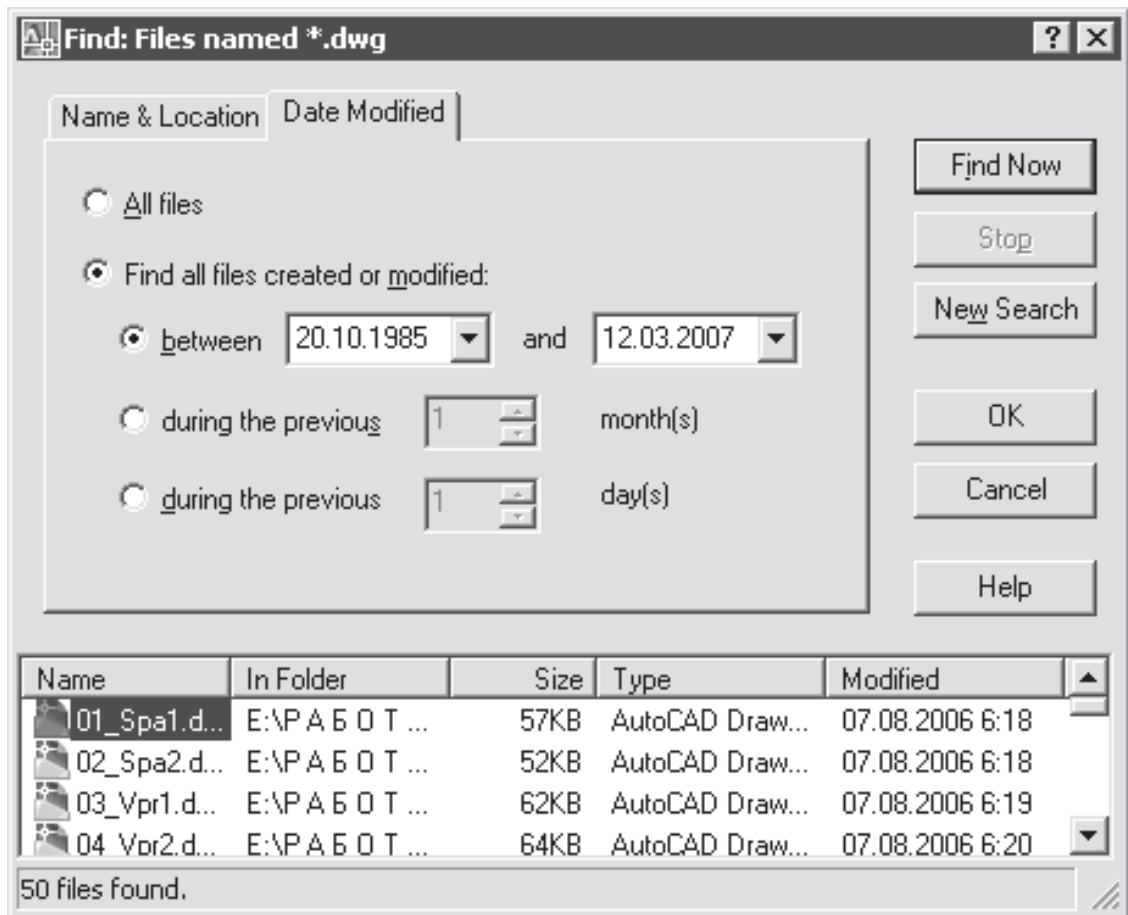 Find: Files named *.dwg
Name & Location Date Modified
All files
Find all files created or modified:
between 20.10.1985 and 12.03.2007
during the previous 1 month(s)
during the previous 1 day(s)
Find Now
Stop
New Search
OK
Cancel
Help
Name In Folder Size Type Modified
01_Spa1.d... E:\Р А Б О Т ... 57KB AutoCAD Draw... 07.08.2006 6:18
02_Spa2.d... E:\Р А Б О Т ... 52KB AutoCAD Draw... 07.08.2006 6:18
03_Vpr1.d... E:\Р А Б О Т ... 62KB AutoCAD Draw... 07.08.2006 6:19
04_Vpr2.d... E:\Р А Б О Т ... 64KB AutoCAD Draw... 07.08.2006 6:20
50 files found.